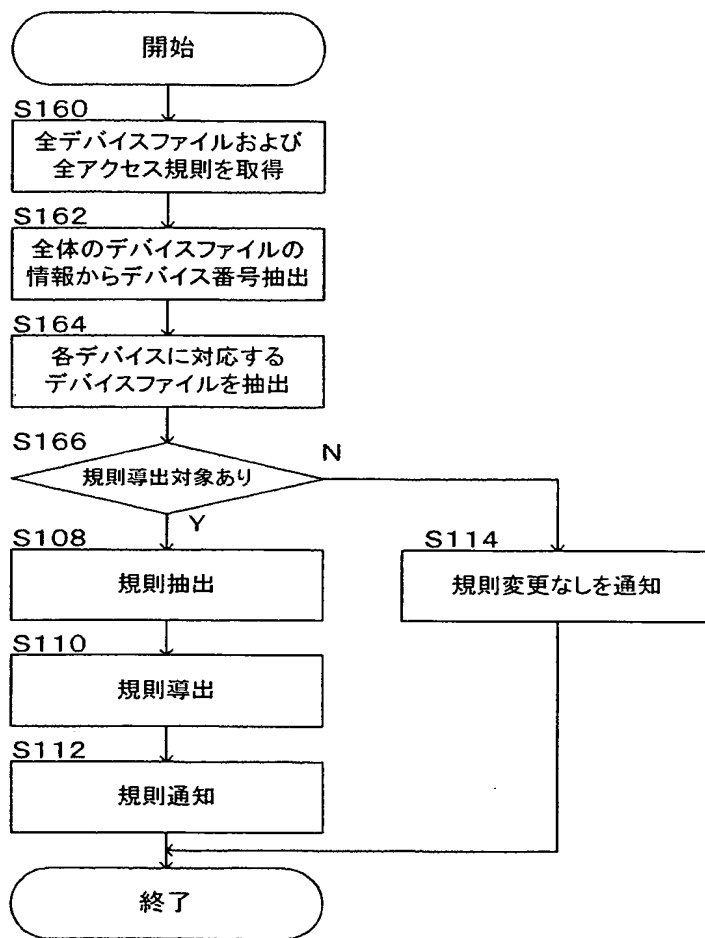 開始
S160
全デバイスファイルおよび
全アクセス規則を取得
S162
全体のデバイスファイルの
情報からデバイス番号抽出
S164
各デバイスに対応する
デバイスファイルを抽出
S166
規則導出対象あり
N
Y
S108
規則抽出
S114
規則変更なしを通知
S110
規則導出
S112
規則通知
終了